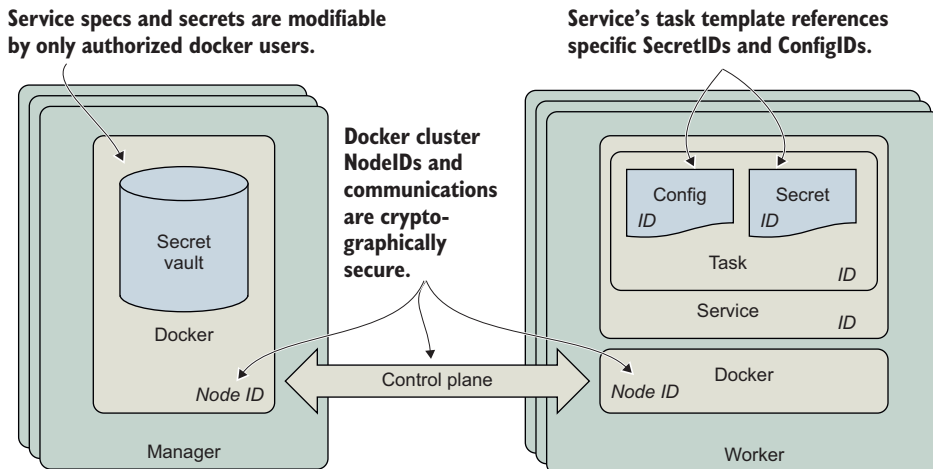 Service specs and secrets are modifiable
by only authorized docker users.
Service’s task template references
specific SecretIDs and ConfigIDs.
Docker cluster
NodeIDs and
communications
are crypto-
graphically
secure.
Secret
vault
Docker
Node ID
Manager
Control plane
Config
ID
Secret
ID
Task
ID
Service
ID
Docker
Node ID
Worker